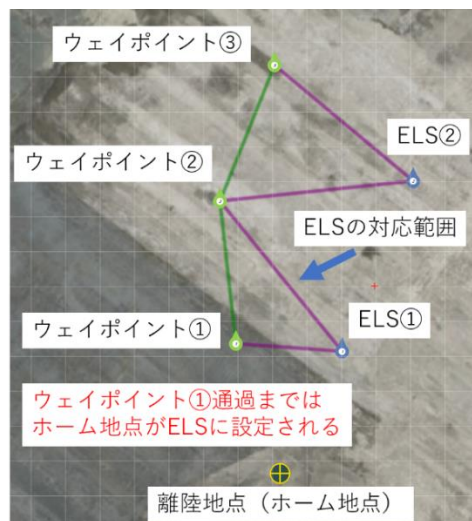 ウェイポイント③
ELS②
ウェイポイント②
ELSの対応範囲
ELS①
ウェイポイント①
ウェイポイント①通過までは
ホーム地点がELSに設定される
離陸地点（ホーム地点）